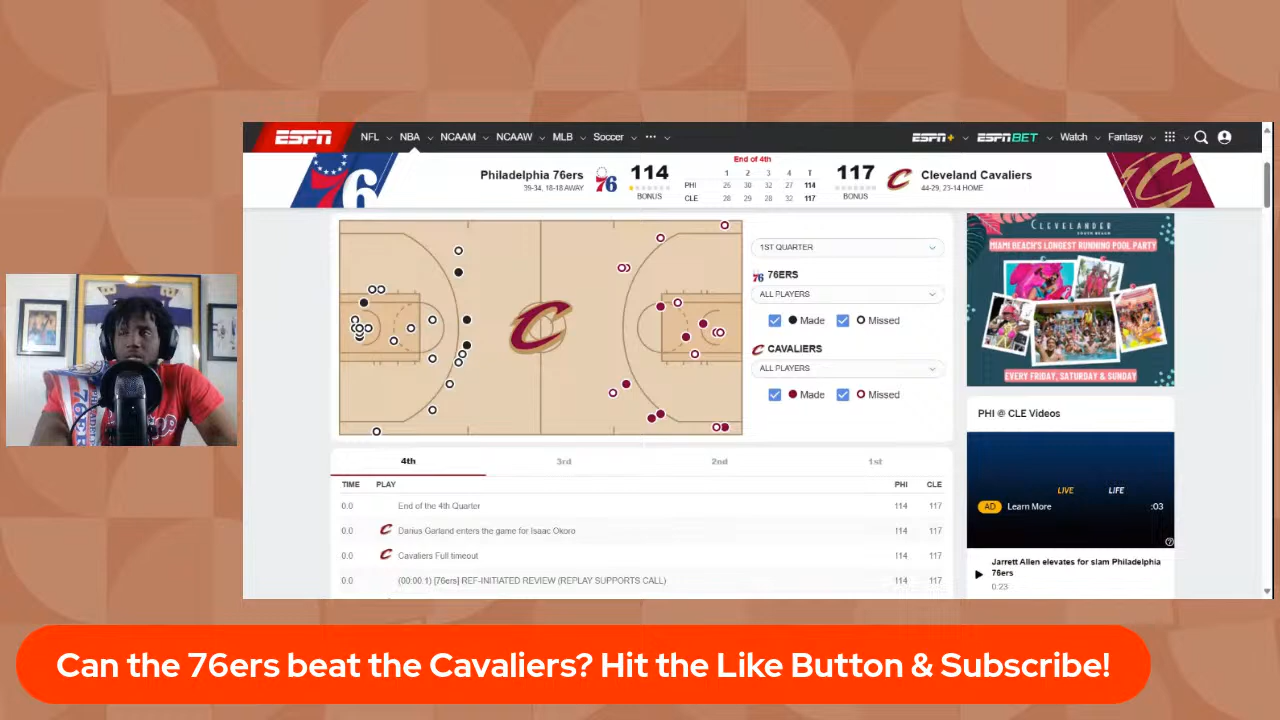 ESPN NFL NBA NCAAM NCAAW MLB Soccer ... ESPN+ ESPN BET Watch Fantasy
End of 4th
Philadelphia 76ers 76 114 1 2 3 4 T 117 Cleveland Cavaliers
39-34, 18-18 AWAY BONUS PHI 26 30 32 27 114 BONUS 44-29, 23-14 HOME
CLE 28 29 28 32 117
76
1ST QUARTER
76 76ERS
ALL PLAYERS
Made Missed
CAVALIERS
ALL PLAYERS
Made Missed
CLEVELANDER
MIAMI BEACH'S LONGEST RUNNING POOL PARTY
EVERY FRIDAY, SATURDAY & SUNDAY
PHI @ CLE Videos
LIVE LIFE
AD Learn More :03
Jarrett Allen elevates for slam Philadelphia
76ers
0:23
4th 3rd 2nd 1st
TIME PLAY PHI CLE
0.0 End of the 4th Quarter 114 117
0.0 Darius Garland enters the game for Isaac Okoro 114 117
0.0 Cavaliers Full timeout 114 117
0.0 (00:00.1) [76ers] REF-INITIATED REVIEW (REPLAY SUPPORTS CALL) 114 117
Can the 76ers beat the Cavaliers? Hit the Like Button & Subscribe!